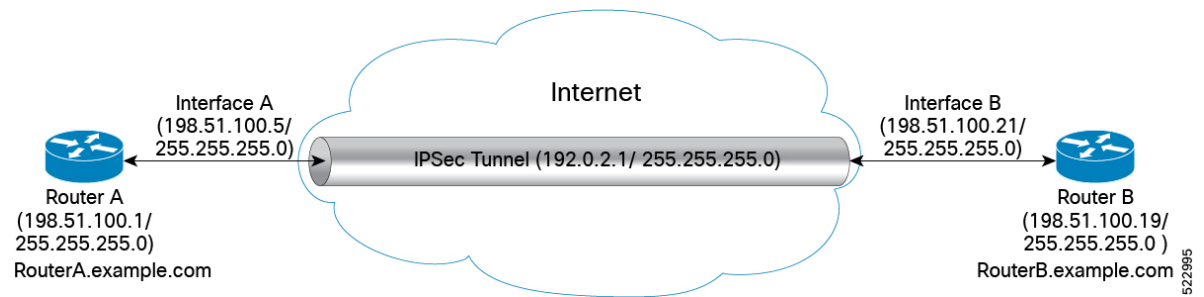 Internet
Interface A
(198.51.100.5/
255.255.255.0)
Interface B
(198.51.100.21/
255.255.255.0)
IPSec Tunnel (192.0.2.1/ 255.255.255.0)
Router A
(198.51.100.1/
255.255.255.0)
RouterA.example.com
Router B
(198.51.100.19/
255.255.255.0 )
RouterB.example.com
522995